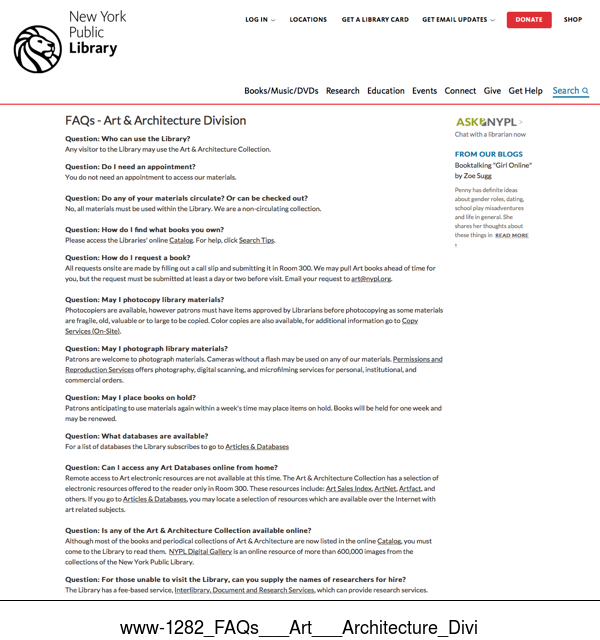 New York
Public
Library
LOG IN
LOCATIONS
GET A LIBRARY CARD
GET EMAIL UPDATES
DONATE
SHOP
Books/Music/DVDs Research Education Events Connect Give Get Help Search
FAQs - Art & Architecture Division
Question: Who can use the Library?
Any visitor to the Library may use the Art & Architecture Collection.
Question: Do I need an appointment?
You do not need an appointment to access our materials.
Question: Do any of your materials circulate? Or can be checked out?
No, all materials must be used within the Library. We are a non-circulating collection.
Question: How do I find what books you own?
Please access the Libraries' online Catalog. For help, click Search Tips.
Question: How do I request a book?
All requests onsite are made by filling out a call slip and submitting it in Room 300. We may pull Art books ahead of time for
you, but the request must be submitted at least a day or two before visit. Email your request to art@nypl.org.
Question: May I photocopy library materials?
Photocopiers are available, however patrons must have items approved by Librarians before photocopying as some materials
are fragile, old, valuable or to large to be copied. Color copies are also available, for additional information go to Copy
Services (On-Site).
Question: May I photograph library materials?
Patrons are welcome to photograph materials. Cameras without a flash may be used on any of our materials. Permissions and
Reproduction Services offers photography, digital scanning, and microfilming services for personal, institutional, and
commercial orders.
Question: May I place books on hold?
Patrons anticipating to use materials again within a week's time may place items on hold. Books will be held for one week and
may be renewed.
Question: What databases are available?
For a list of databases the Library subscribes to go to Articles & Databases
Question: Can I access any Art Databases online from home?
Remote access to Art electronic resources are not available at this time. The Art & Architecture Collection has a selection of
electronic resources offered to the reader only in Room 300. These resources include: Art Sales Index, ArtNet, Artfact, and
others. If you go to Articles & Databases, you may locate a selection of resources which are available over the Internet with
art related subjects.
Question: Is any of the Art & Architecture Collection available online?
Although most of the books and periodical collections of Art & Architecture are now listed in the online Catalog, you must
come to the Library to read them. NYPL Digital Gallery is an online resource of more than 600,000 images from the
collections of the New York Public Library.
Question: For those unable to visit the Library, can you supply the names of researchers for hire?
The Library has a fee-based service, Interlibrary, Document and Research Services, which can provide research services.
ASK NYPL >
Chat with a librarian now
FROM OUR BLOGS
Booktalking "Girl Online"
by Zoe Sugg
Penny has definite ideas
about gender roles, dating,
school play misadventures
and life in general. She
shares her thoughts about
these things in READ MORE
www-1282_FAQs___Art___Architecture_Divi